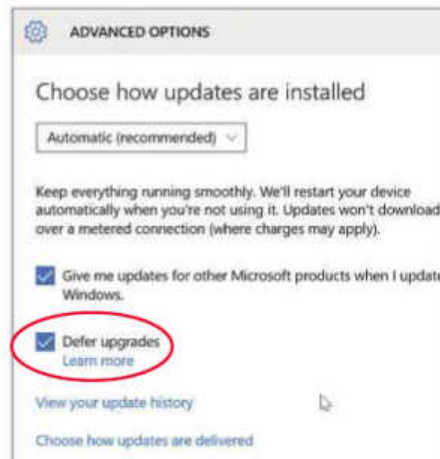 ADVANCED OPTIONS
Choose how updates are installed
Automatic (recommended)
Keep everything running smoothly. We'll restart your device
automatically when you're not using it. Updates won't download
over a metered connection (where charges may apply).
Give me updates for other Microsoft products when I update
Windows.
Defer upgrades
Learn more
View your update history
Choose how updates are delivered